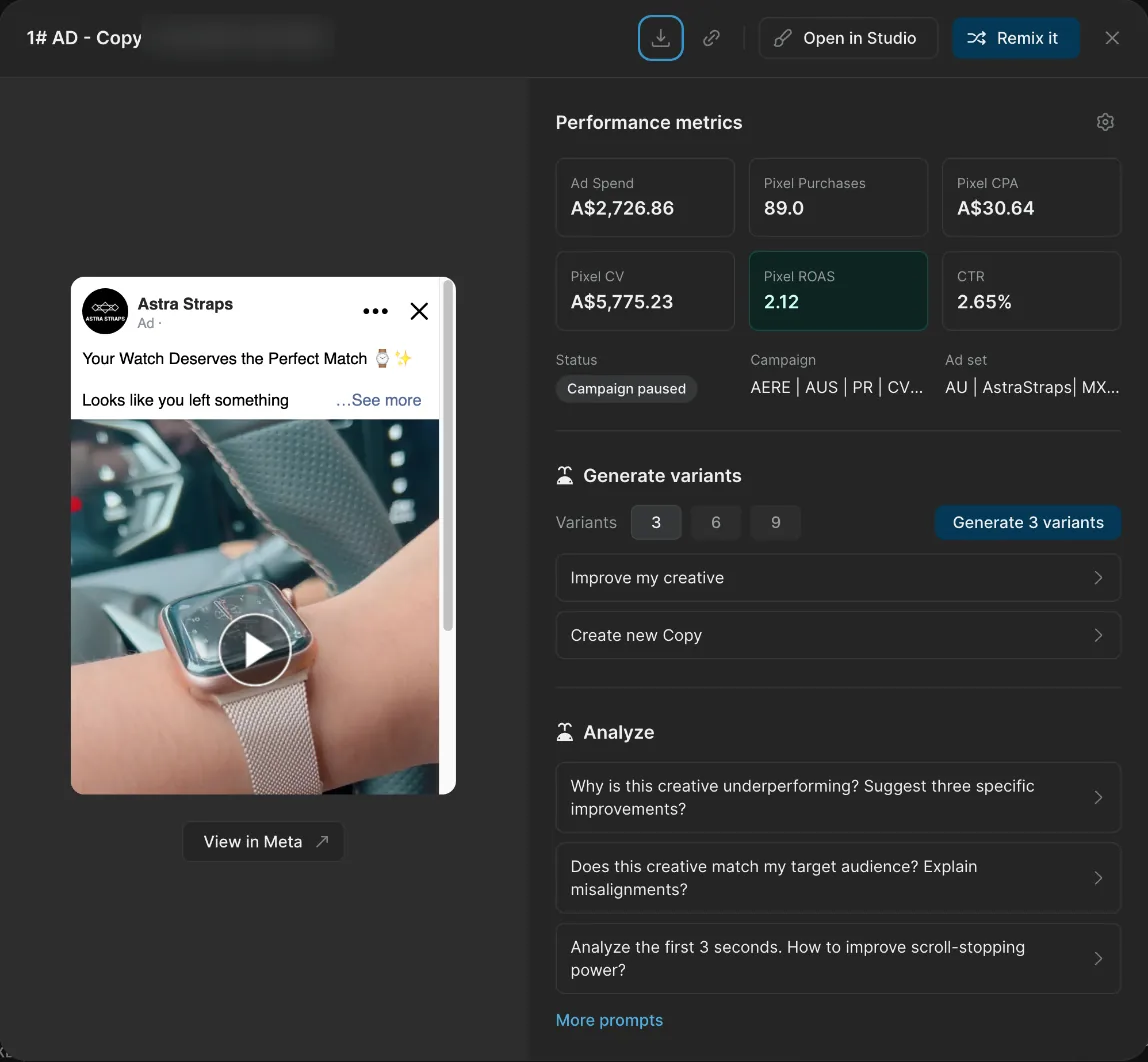 1# AD - Copy
Open in Studio
Remix it
Performance metrics
Ad Spend
A$2,726.86
Pixel Purchases
89.0
Pixel CPA
A$30.64
Pixel CV
A$5,775.23
Pixel ROAS
2.12
CTR
2.65%
Status
Campaign paused
Campaign
AERE | AUS | PR | CV...
Ad set
AU | AstraStraps| MX...
ASTRA STRAPS
Astra Straps
Ad ·
Your Watch Deserves the Perfect Match ⌚✨
Looks like you left something …See more
View in Meta
Generate variants
Variants 3 6 9
Generate 3 variants
Improve my creative
Create new Copy
Analyze
Why is this creative underperforming? Suggest three specific
improvements?
Does this creative match my target audience? Explain
misalignments?
Analyze the first 3 seconds. How to improve scroll-stopping
power?
More prompts